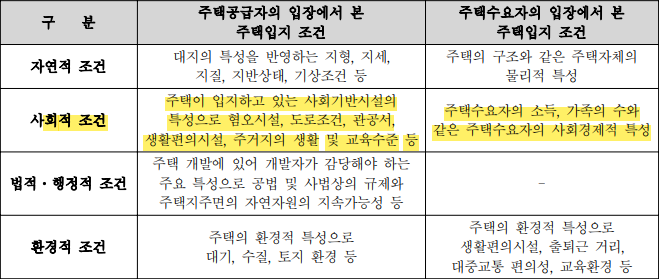 구 분
주택공급자의 입장에서 본
주택입지 조건
주택수요자의 입장에서 본
주택입지 조건
자연적 조건
대지의 특성을 반영하는 지형, 지세,
지질, 지반상태, 기상조건 등
주택의 구조와 같은 주택자체의
물리적 특성
사회적 조건
주택이 입지하고 있는 사회기반시설의
특성으로 혐오시설, 도로조건, 관공서,
생활편의시설, 주거지의 생활 및 교육수준 등
주택수요자의 소득, 가족의 수와
같은 주택수요자의 사회경제적 특성
법적·행정적 조건
주택 개발에 있어 개발자가 감당해야 하는
주요 특성으로 공법 및 사법상의 규제와
주택지주면의 자연자원의 지속가능성 등
-
환경적 조건
주택의 환경적 특성으로
대기, 수질, 토지 환경 등
주택의 환경적 특성으로
생활편의시설, 출퇴근 거리,
대중교통 편의성, 교육환경 등